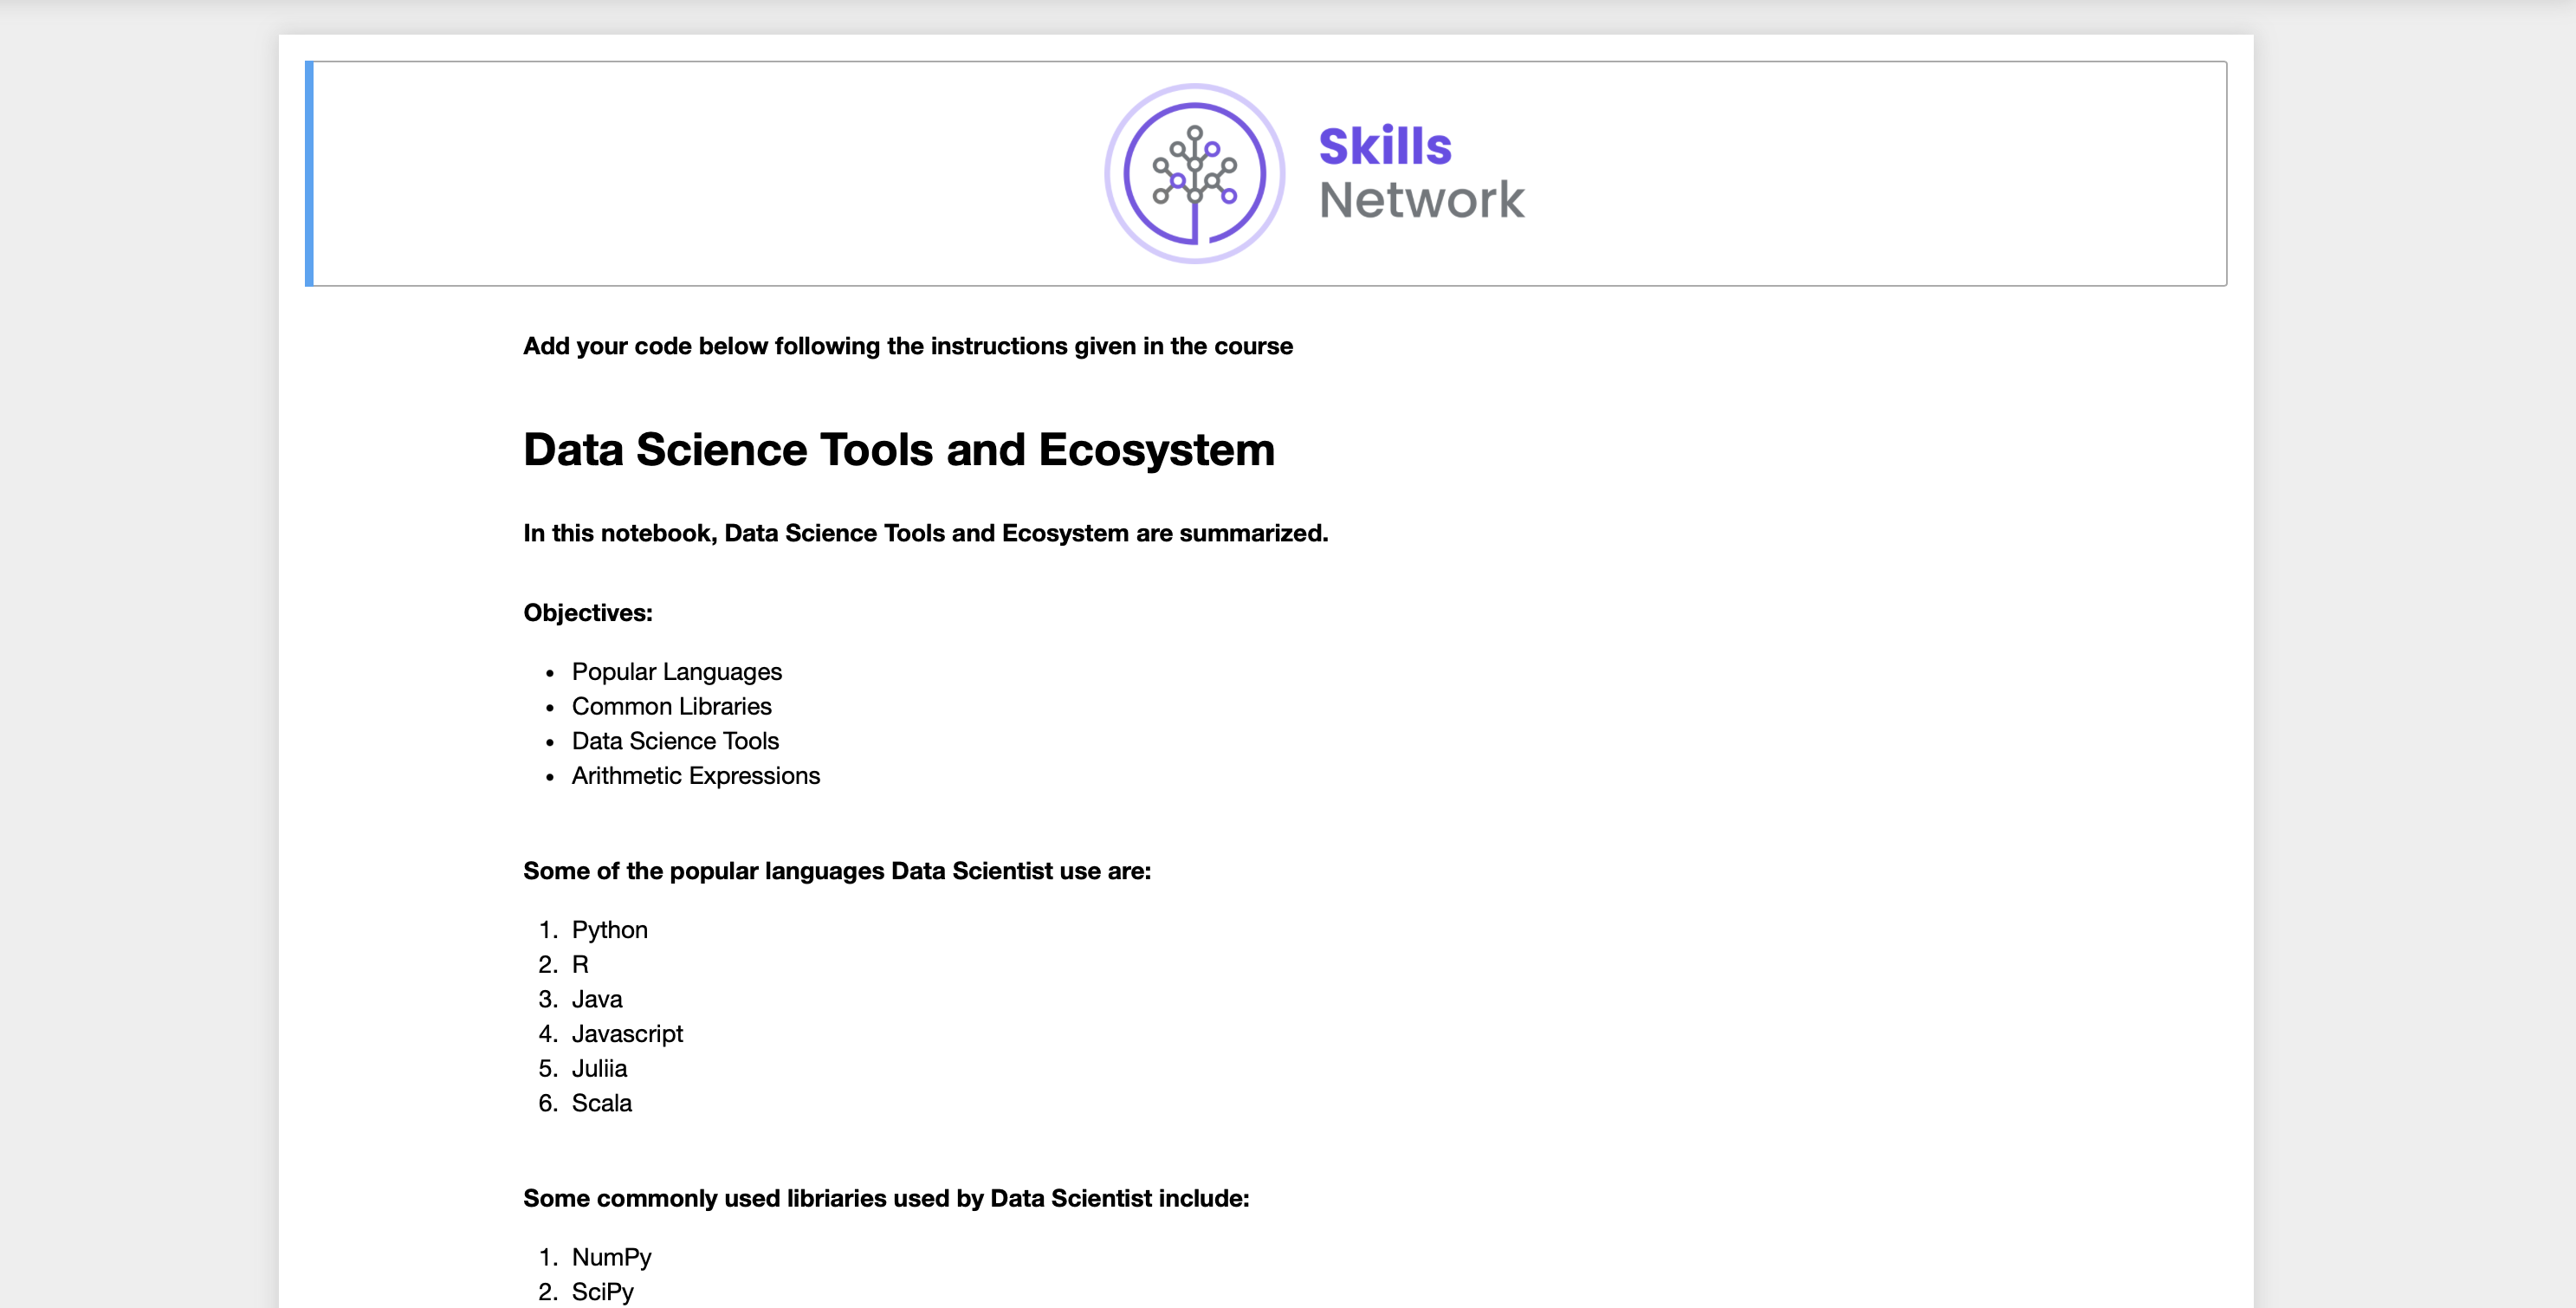 Skills
Network
Add your code below following the instructions given in the course
Data Science Tools and Ecosystem
In this notebook, Data Science Tools and Ecosystem are summarized.
Objectives:
• Popular Languages
• Common Libraries
• Data Science Tools
• Arithmetic Expressions
Some of the popular languages Data Scientist use are:
1. Python
2. R
3. Java
4. Javascript
5. Juliia
6. Scala
Some commonly used libriaries used by Data Scientist include:
1. NumPy
2. SciPy